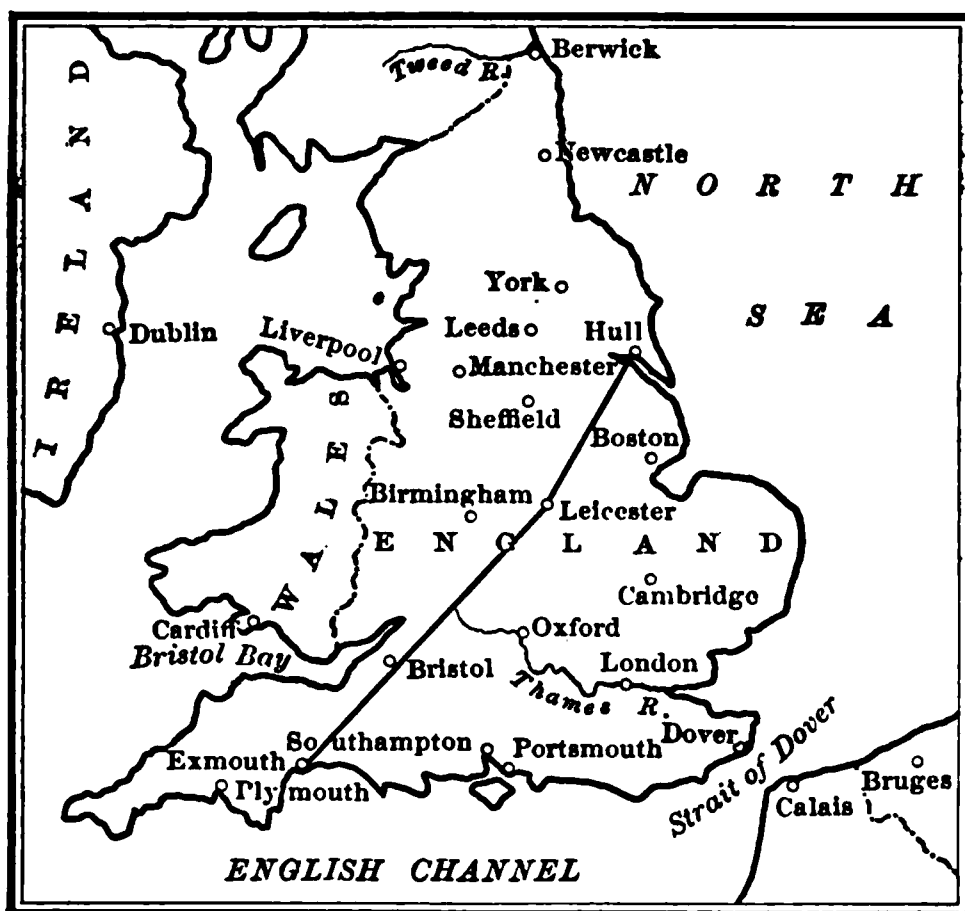 Berwick
Tweed R.
Newcastle
NORTH
SEA
IRELAND
York
Leeds
Hull
Dublin
Liverpool
Manchester
Sheffield
Boston
WALES
Birmingham
Leicester
ENGLAND
Cambridge
Cardiff
Oxford
Bristol Bay
Bristol
London
Thames R.
Dover
Southampton
Portsmouth
Exmouth
Plymouth
Strait of Dover
Calais
Bruges
ENGLISH CHANNEL